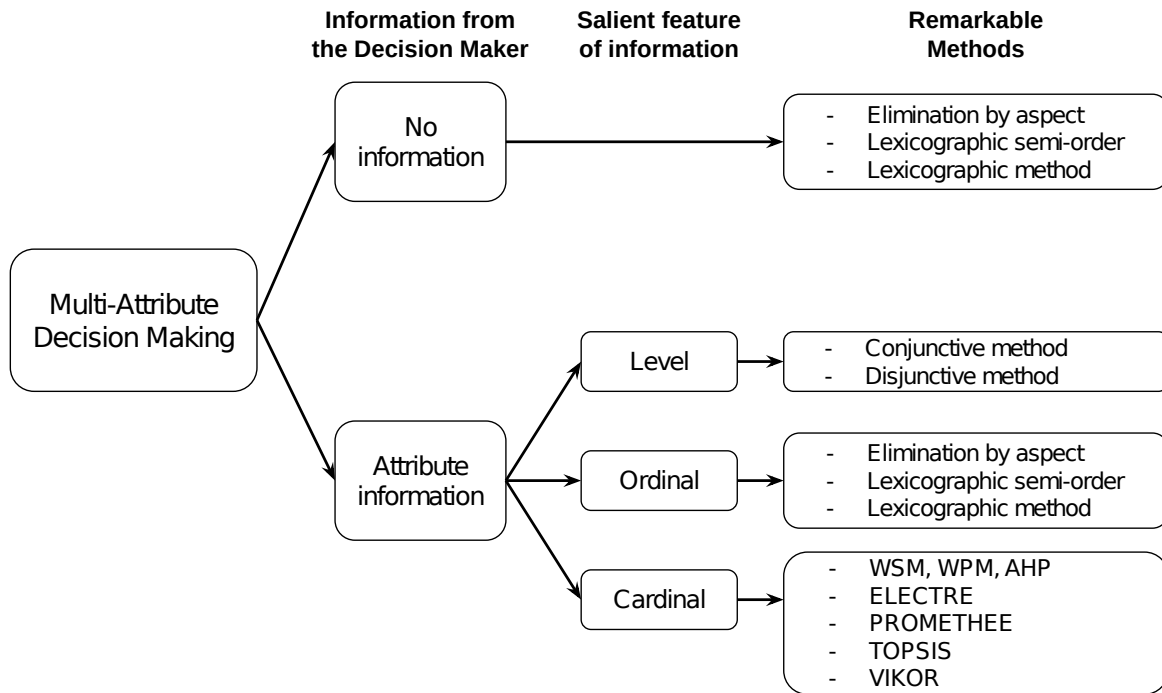 Information from
the Decision Maker
Salient feature
of information
Remarkable
Methods
No
information
- Elimination by aspect
- Lexicographic semi-order
- Lexicographic method
Multi-Attribute
Decision Making
Level
- Conjunctive method
- Disjunctive method
Attribute
information
Ordinal
- Elimination by aspect
- Lexicographic semi-order
- Lexicographic method
Cardinal
- WSM, WPM, AHP
- ELECTRE
- PROMETHEE
- TOPSIS
- VIKOR